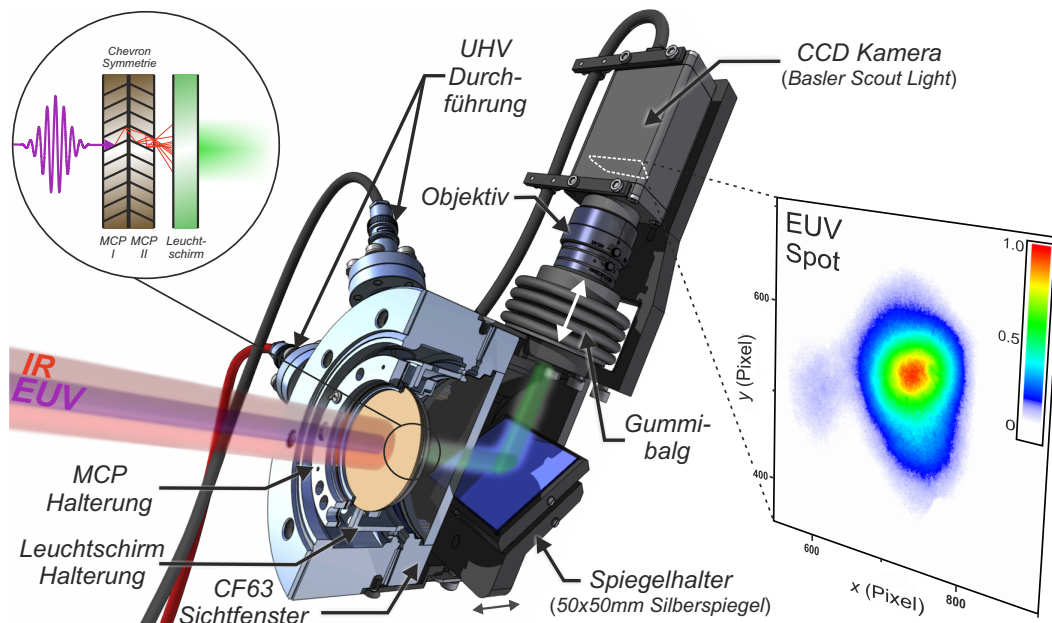 Chevron
Symmetrie
MCP MCP
I II
Leucht-
schirm
UHV
Durch-
führung
CCD Kamera
(Basler Scout Light)
Objektiv
IR
EUV
MCP
Halterung
Leuchtschirm
Halterung
CF63
Sichtfenster
Gummi-
balg
Spiegelhalter
(50x50mm Silberspiegel)
EUV
Spot
1.0
0.5
0
600
400
y (Pixel)
600
800
x (Pixel)